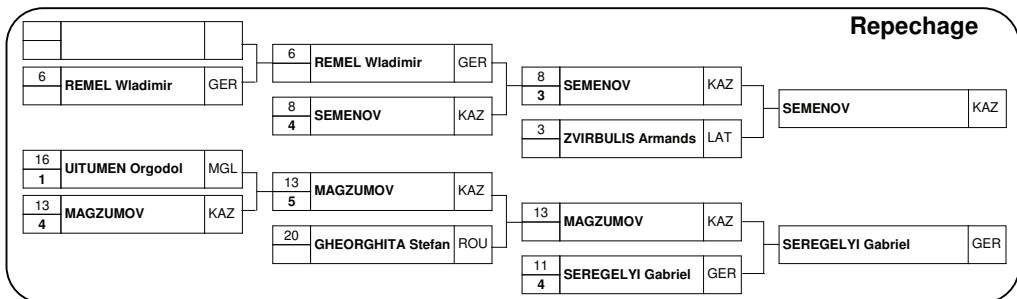 Repechage
6 REMEL Wladimir GER
6 REMEL Wladimir GER
8 4 SEMENOV KAZ
8 3 SEMENOV KAZ
3 ZVIRBULIS Armands LAT
SEMENOV KAZ
16 1 UITUMEN Orgodol MGL
13 4 MAGZUMOV KAZ
13 5 MAGZUMOV KAZ
20 GHEORGHITA Stefan ROU
13 MAGZUMOV KAZ
11 4 SEREGELYI Gabriel GER
SEREGELYI Gabriel GER